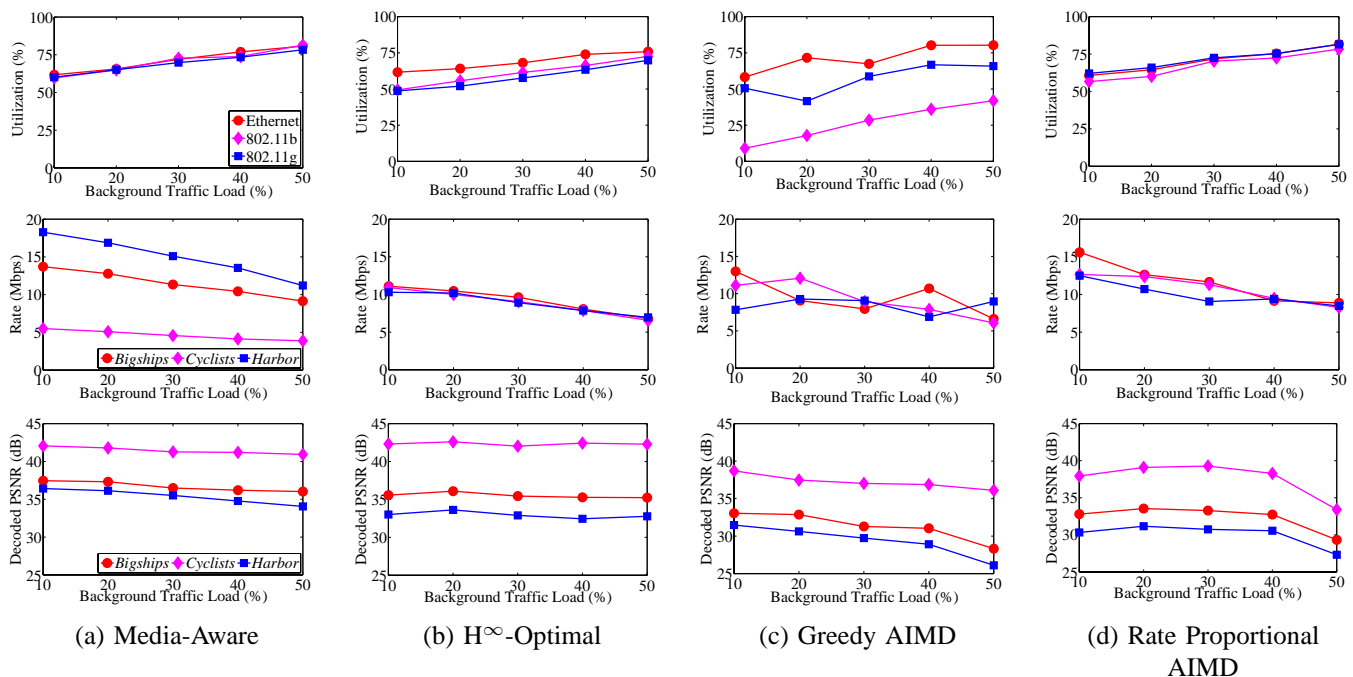 100
75
50
25
0
Utilization (%)
Ethernet
802.11b
802.11g
10 20 30 40 50
Background Traffic Load (%)
100
75
50
25
0
Utilization (%)
10 20 30 40 50
Background Traffic Load (%)
100
75
50
25
0
Utilization (%)
10 20 30 40 50
Background Traffic Load (%)
100
75
50
25
0
Utilization (%)
10 20 30 40 50
Background Traffic Load (%)
20
15
10
5
0
Rate (Mbps)
Bigships Cyclists Harbor
10 20 30 40 50
Background Traffic Load (%)
20
15
10
5
0
Rate (Mbps)
10 20 30 40 50
Background Traffic Load (%)
20
15
10
5
0
Rate (Mbps)
10 20 30 40 50
Background Traffic Load (%)
20
15
10
5
0
Rate (Mbps)
10 20 30 40 50
Background Traffic Load (%)
45
40
35
30
25
Decoded PSNR (dB)
Bigships Cyclists Harbor
10 20 30 40 50
Background Traffic Load (%)
45
40
35
30
25
Decoded PSNR (dB)
10 20 30 40 50
Background Traffic Load (%)
45
40
35
30
25
Decoded PSNR (dB)
10 20 30 40 50
Background Traffic Load (%)
45
40
35
30
25
Decoded PSNR (dB)
10 20 30 40 50
Background Traffic Load (%)
(a) Media-Aware
(b) H∞-Optimal
(c) Greedy AIMD
(d) Rate Proportional
AIMD